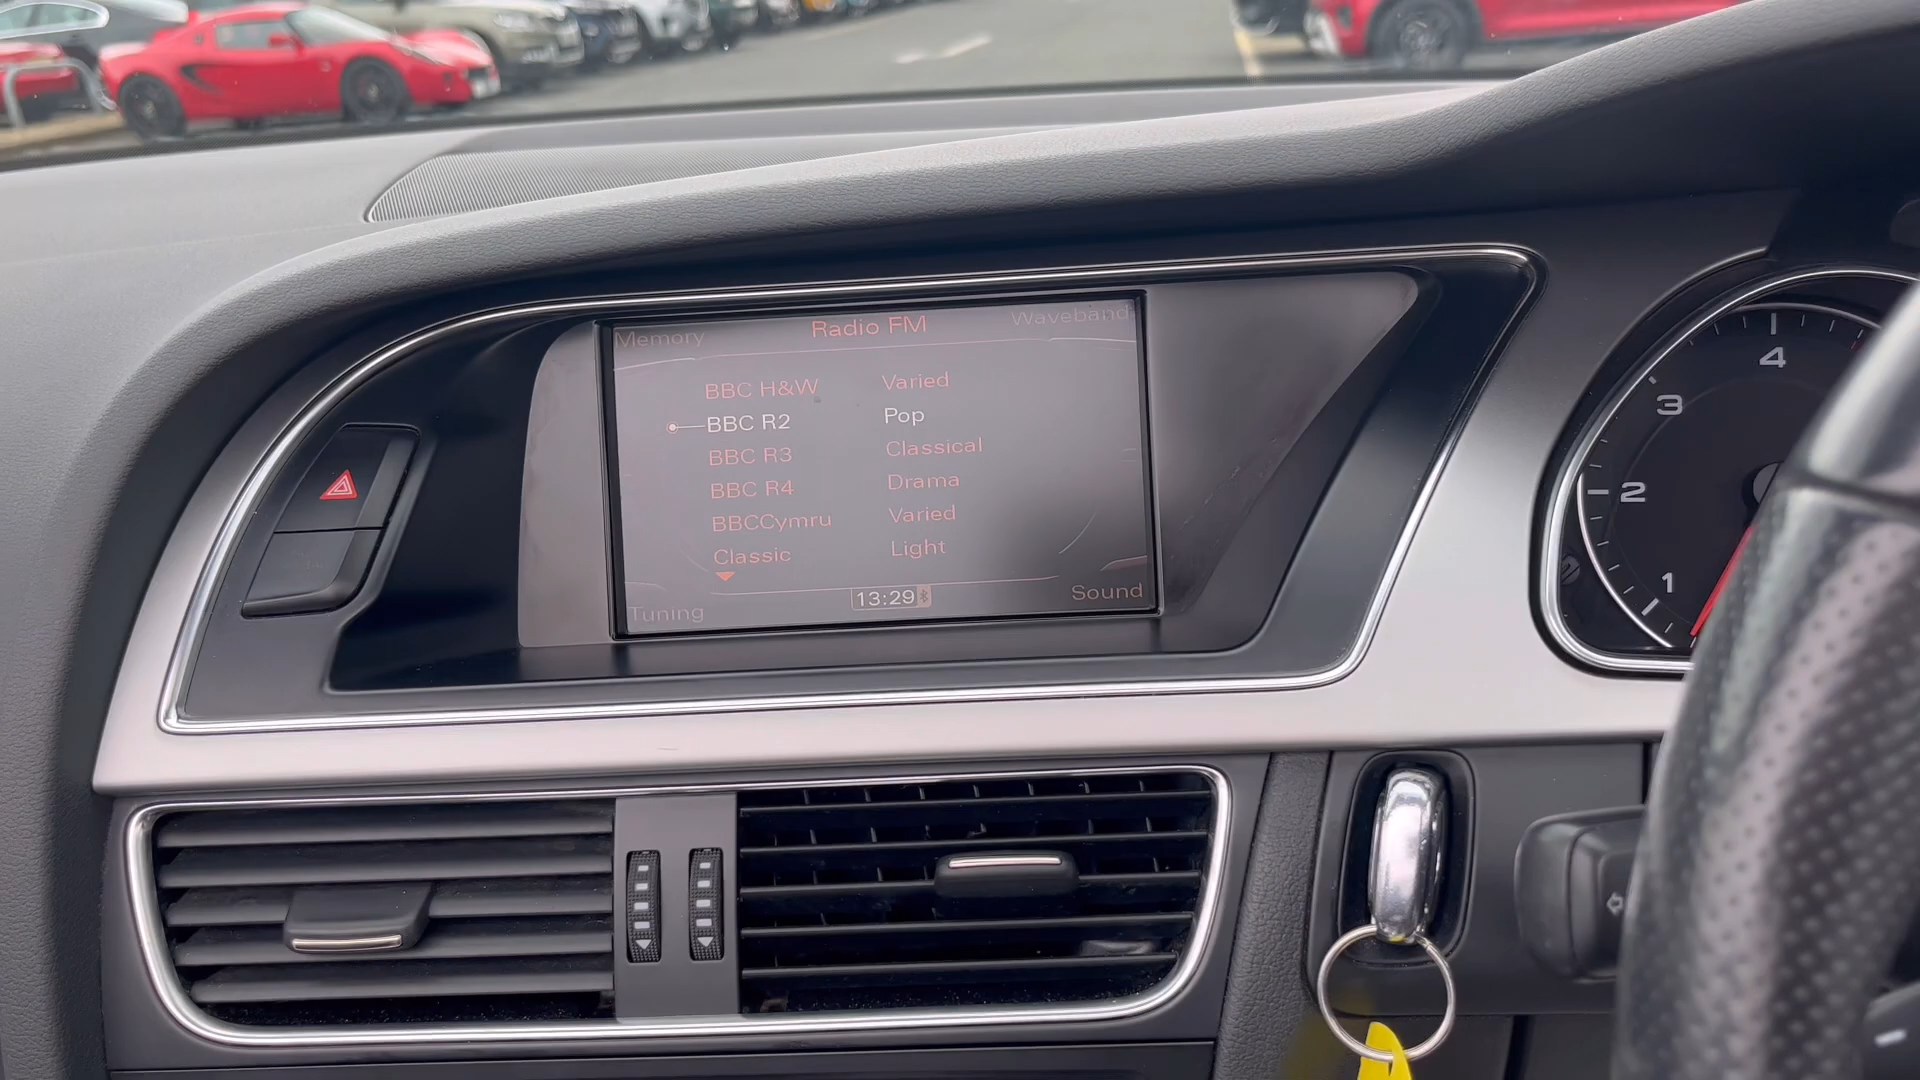 Memory Radio FM Waveband
BBC H&W Varied
BBC R2 Pop
BBC R3 Classical
BBC R4 Drama
BBCCymru Varied
Classic Light
Tuning 13:29 Sound
4
3
2
1